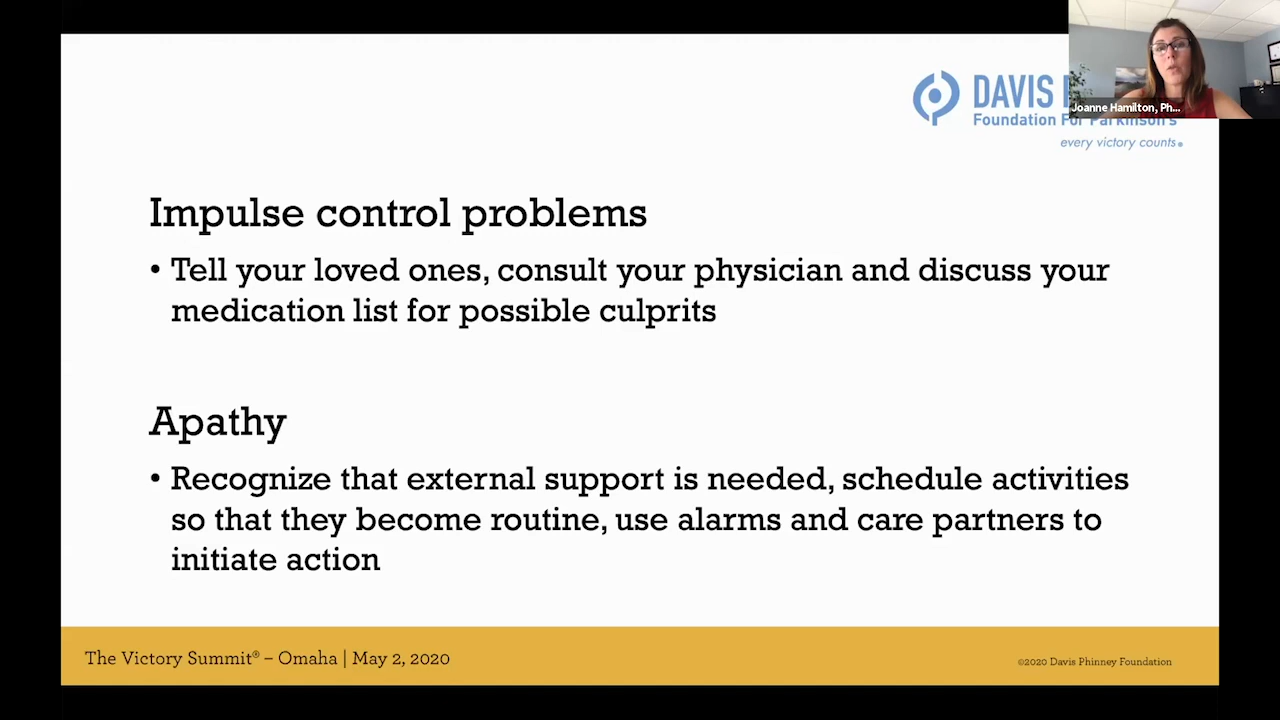 DAVIS
Foundation For Parkinson's
every victory counts.
Joanne Hamilton, Ph...
Impulse control problems
• Tell your loved ones, consult your physician and discuss your
medication list for possible culprits
Apathy
• Recognize that external support is needed, schedule activities
so that they become routine, use alarms and care partners to
initiate action
The Victory Summit® – Omaha | May 2, 2020
©2020 Davis Phinney Foundation